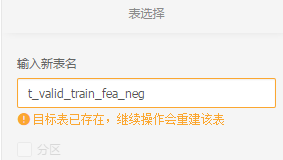 表选择
输入新表名
t_valid_train_fea_neg
目标表已存在，继续操作会重建该表
分区